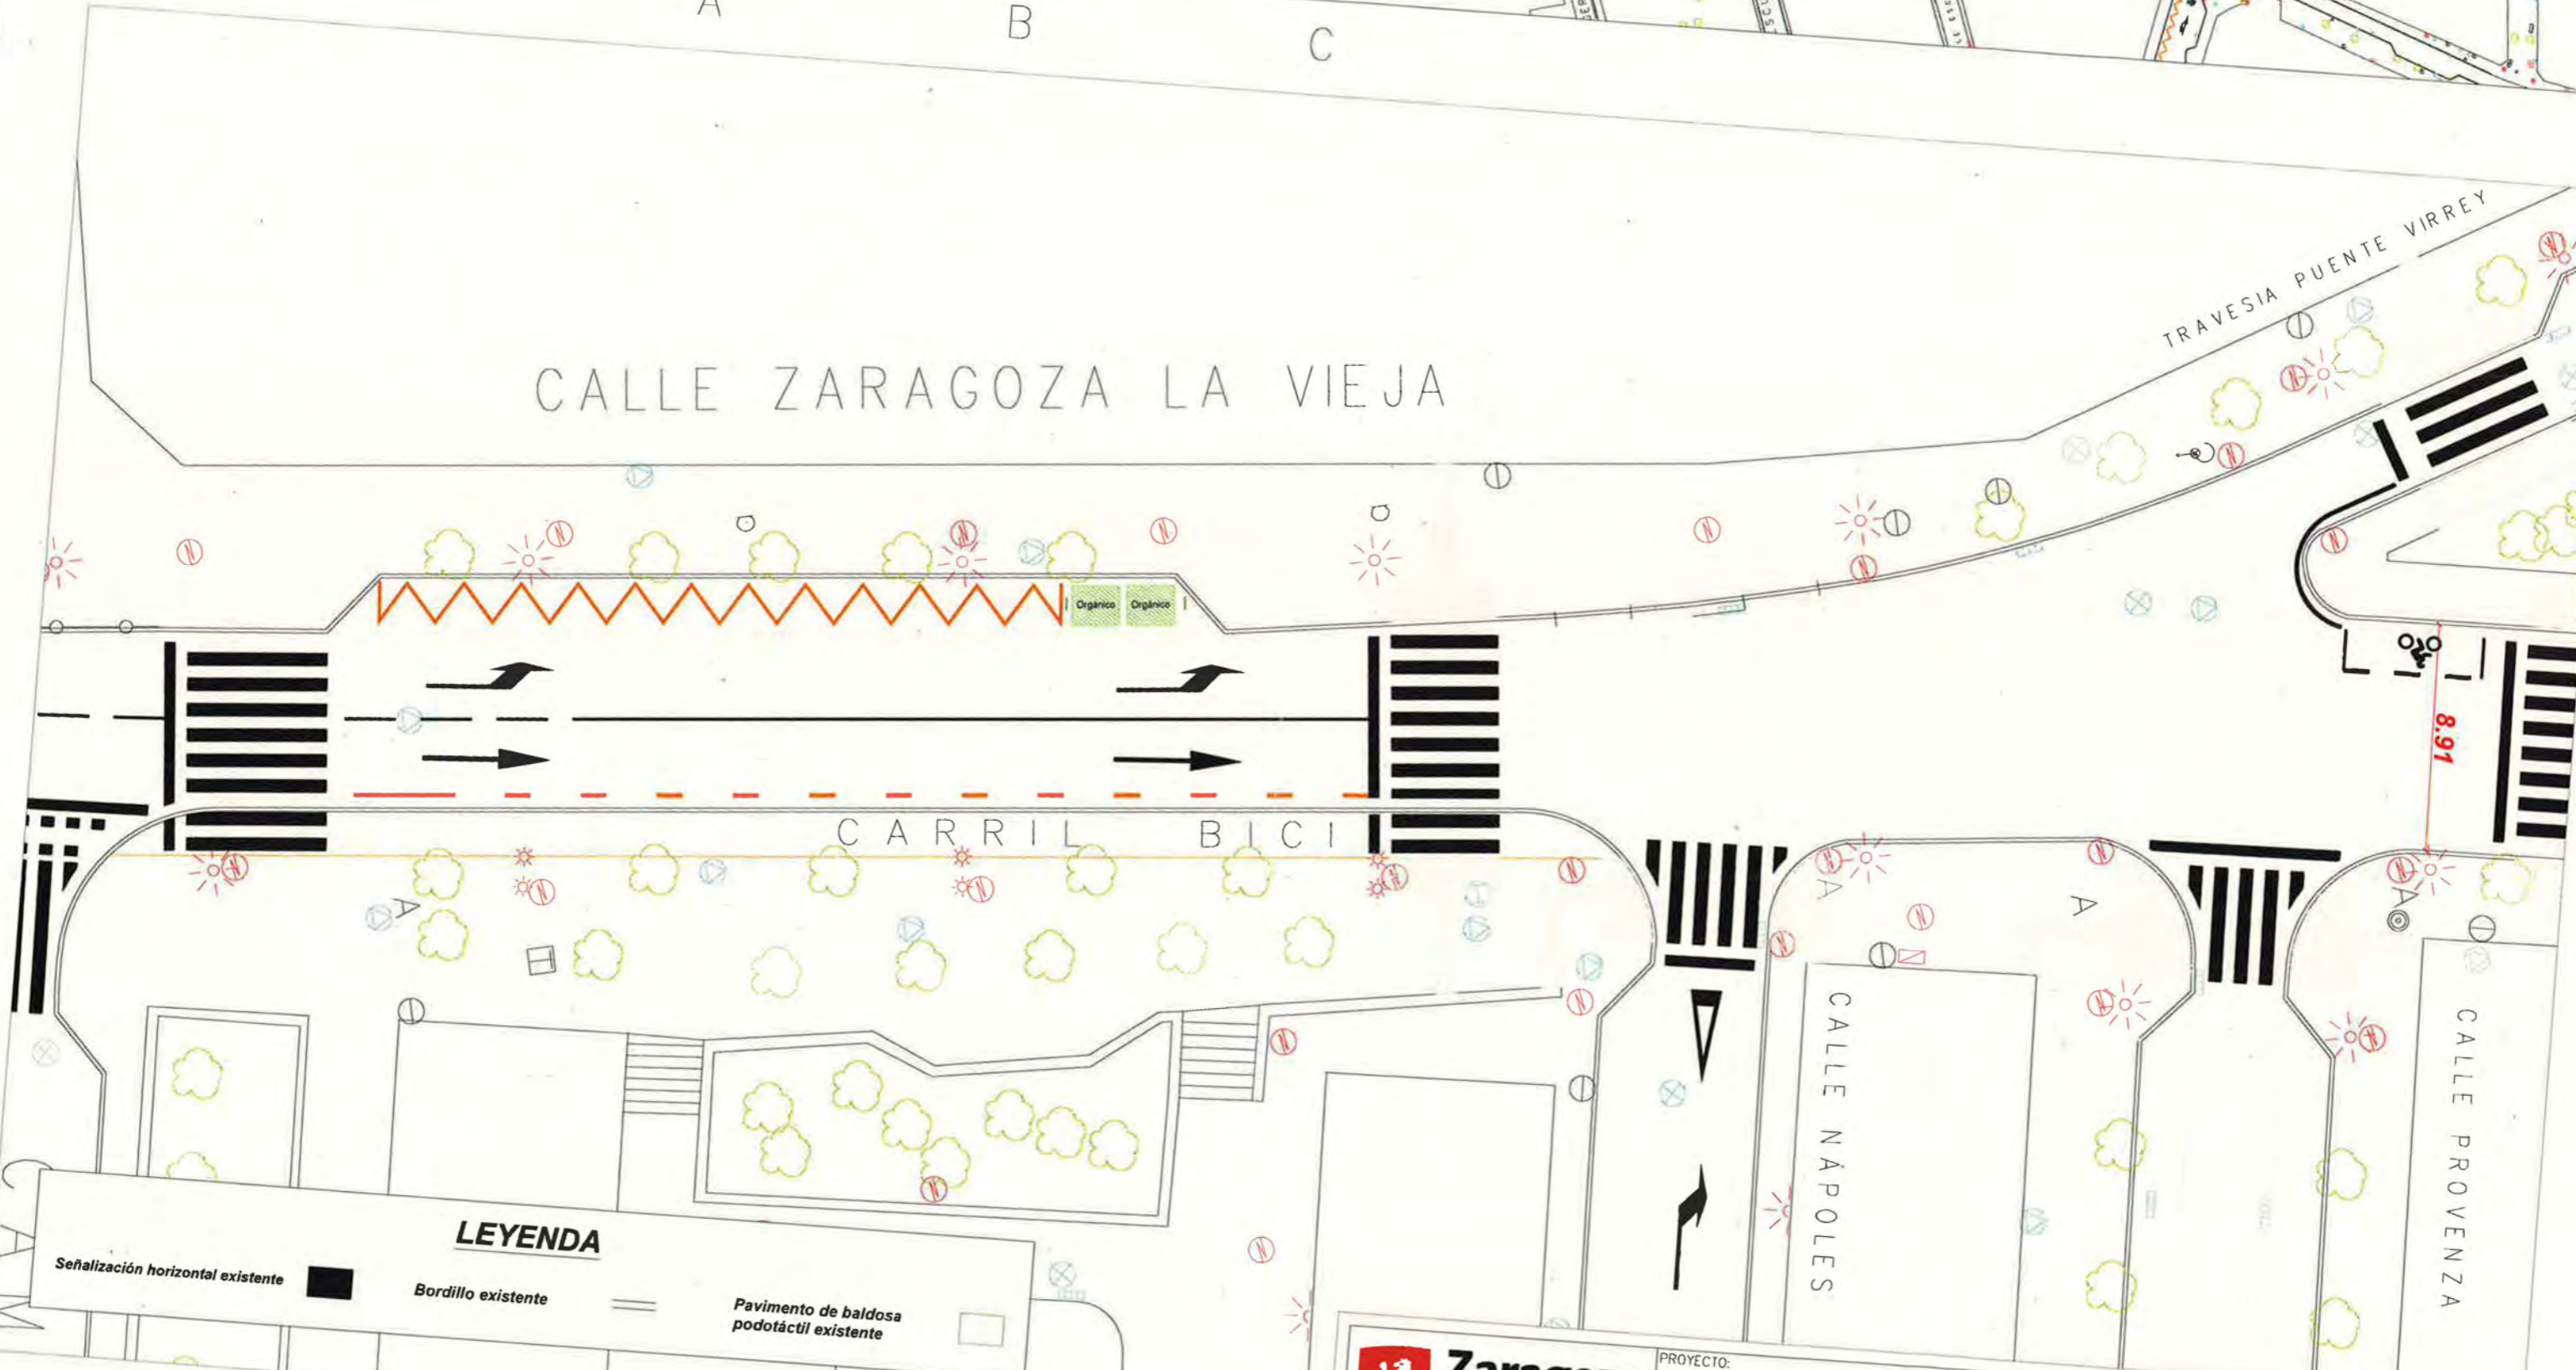 A
B
C
TRAVESIA PUENTE VIRREY
CALLE ZARAGOZA LA VIEJA
Orgánico
Orgánico
8.91
CARRIL BICI
A
A
A
A
CALLE NÁPOLES
CALLE PROVENZA
LEYENDA
Señalización horizontal existente
Bordillo existente
Pavimento de baldosa
podotáctil existente
PROYECTO: